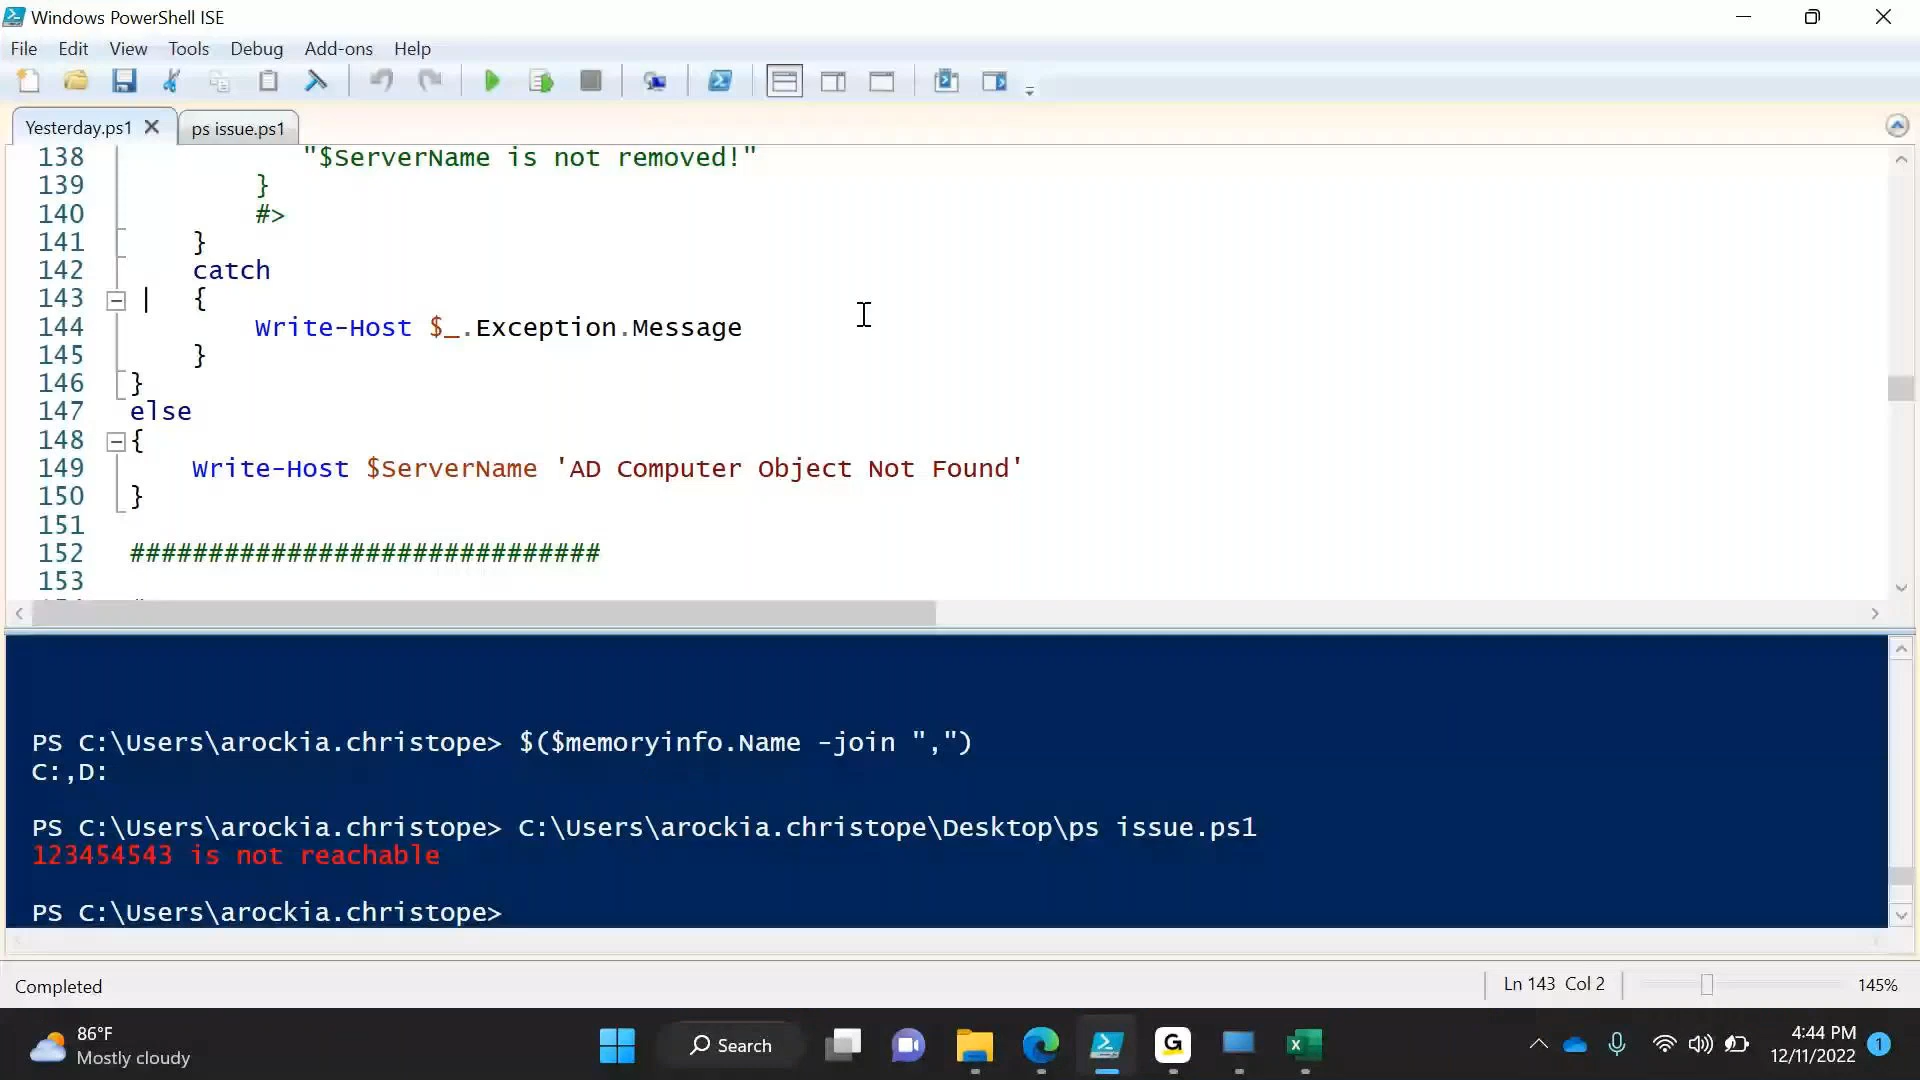 Windows PowerShell ISE
File Edit View Tools Debug Add-ons Help
Yesterday.ps1 ps issue.ps1
138 "$ServerName is not removed!"
139 }
140 #>
141 }
142 catch
143 {
144 Write-Host $_.Exception.Message
145 }
146 }
147 else
148 {
149 Write-Host $ServerName 'AD Computer Object Not Found'
150 }
151
152 ##############################
153
PS C:\Users\arockia.christope> $($memoryinfo.Name -join ",")
C:,D:
PS C:\Users\arockia.christope> C:\Users\arockia.christope\Desktop\ps issue.ps1
123454543 is not reachable
PS C:\Users\arockia.christope>
Completed Ln 143 Col 2 145%
86°F
Mostly cloudy
Search
4:44 PM
12/11/2022
1